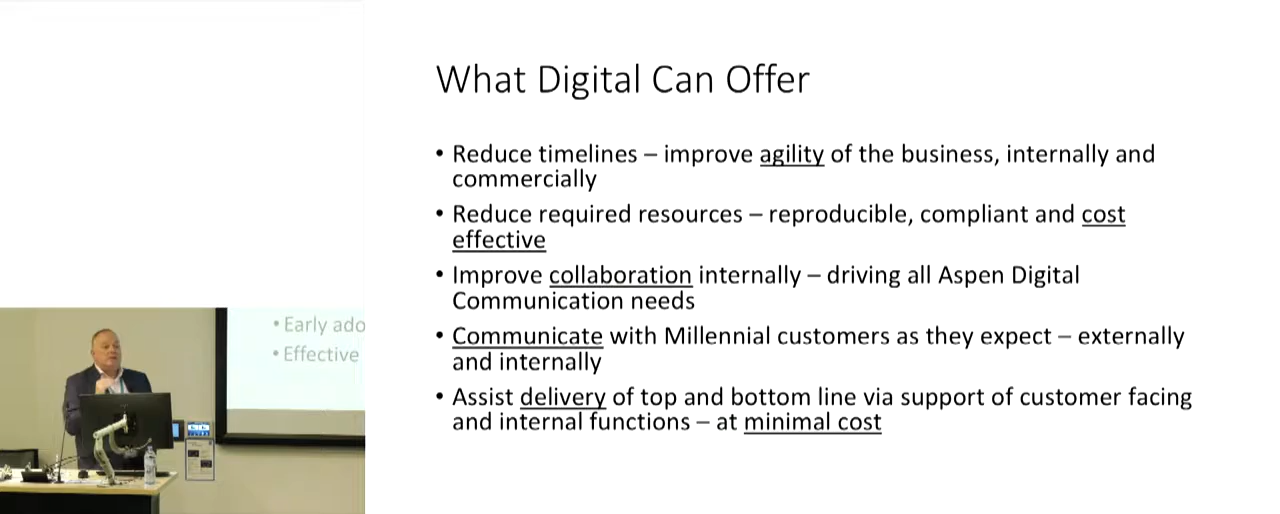 What Digital Can Offer
• Reduce timelines – improve agility of the business, internally and
commercially
• Reduce required resources – reproducible, compliant and cost
effective
• Improve collaboration internally – driving all Aspen Digital
Communication needs
• Communicate with Millennial customers as they expect – externally
and internally
• Assist delivery of top and bottom line via support of customer facing
and internal functions – at minimal cost
• Early ado
• Effective